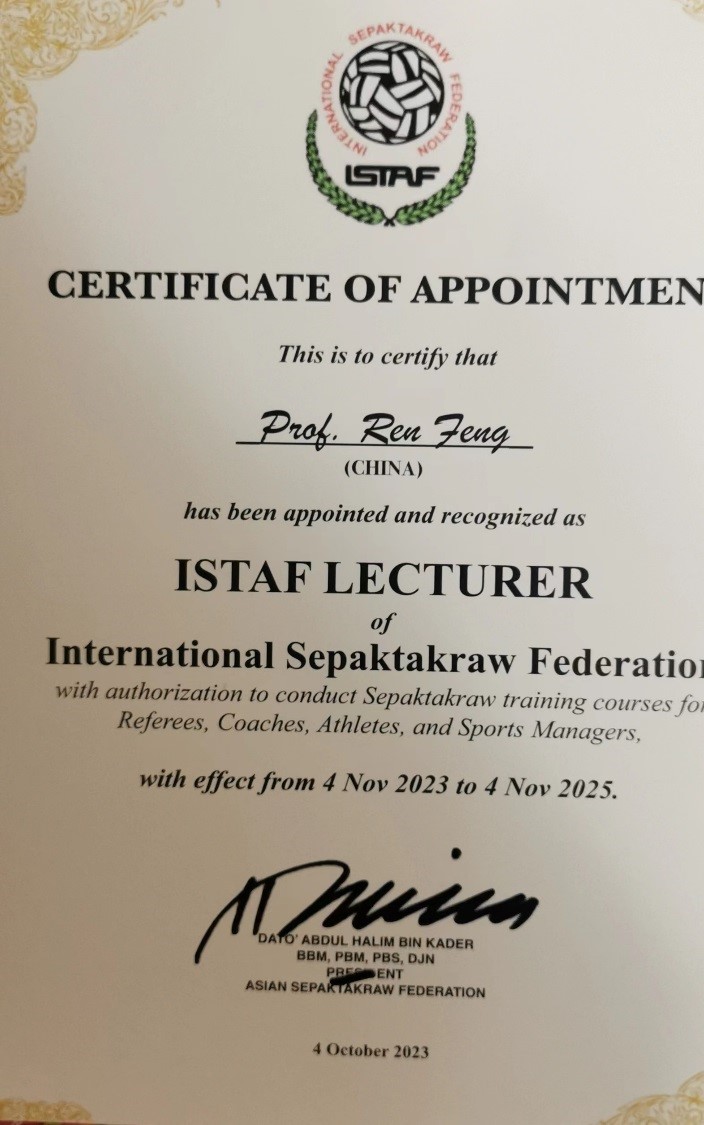 INTERNATIONAL SEPAKTAKRAW FEDERATION
ISTAF
CERTIFICATE OF APPOINTMEN
This is to certify that
Prof. Ren Feng
(CHINA)
has been appointed and recognized as
ISTAF LECTURER
of
International Sepaktakraw Federation
with authorization to conduct Sepaktakraw training courses for
Referees, Coaches, Athletes, and Sports Managers,
with effect from 4 Nov 2023 to 4 Nov 2025.
DATO' ABDUL HALIM BIN KADER
BBM, PBM, PBS, DJN
PRESIDENT
ASIAN SEPAKTAKRAW FEDERATION
4 October 2023